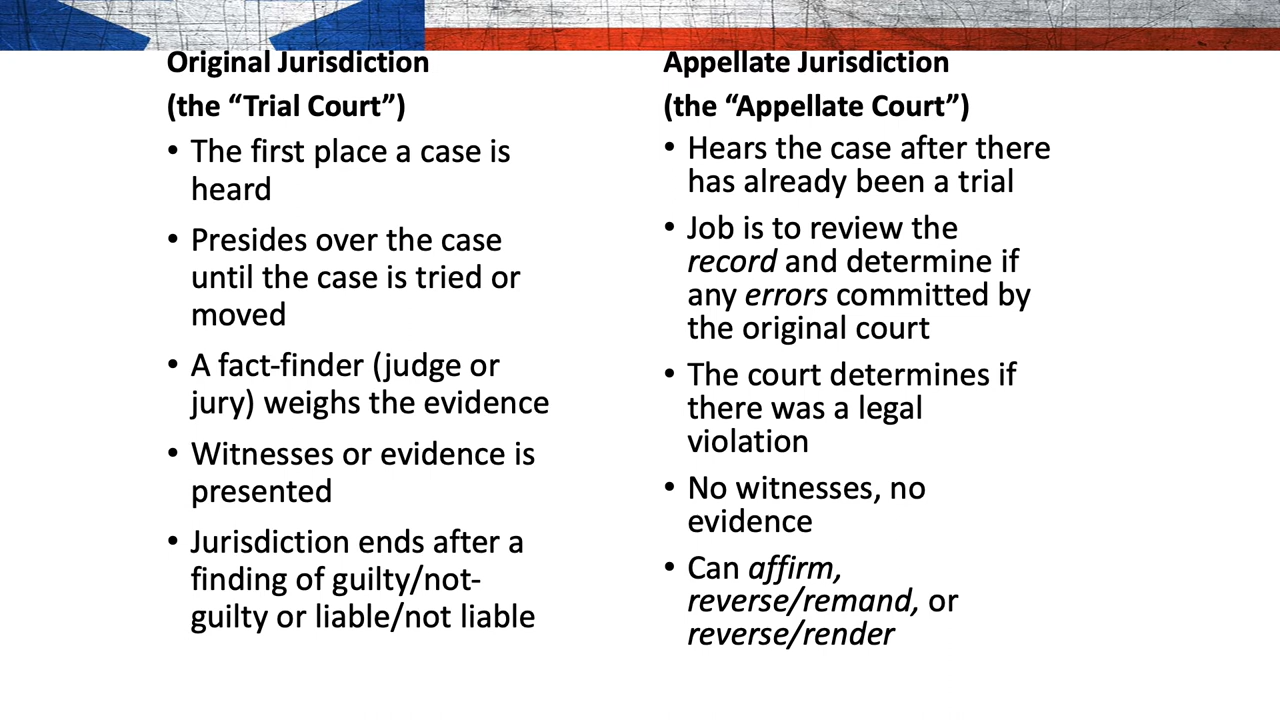 Original Jurisdiction
(the “Trial Court”)
• The first place a case is
heard
• Presides over the case
until the case is tried or
moved
• A fact-finder (judge or
jury) weighs the evidence
• Witnesses or evidence is
presented
• Jurisdiction ends after a
finding of guilty/not-
guilty or liable/not liable
Appellate Jurisdiction
(the “Appellate Court”)
• Hears the case after there
has already been a trial
• Job is to review the
record and determine if
any errors committed by
the original court
• The court determines if
there was a legal
violation
• No witnesses, no
evidence
• Can affirm,
reverse/remand, or
reverse/render